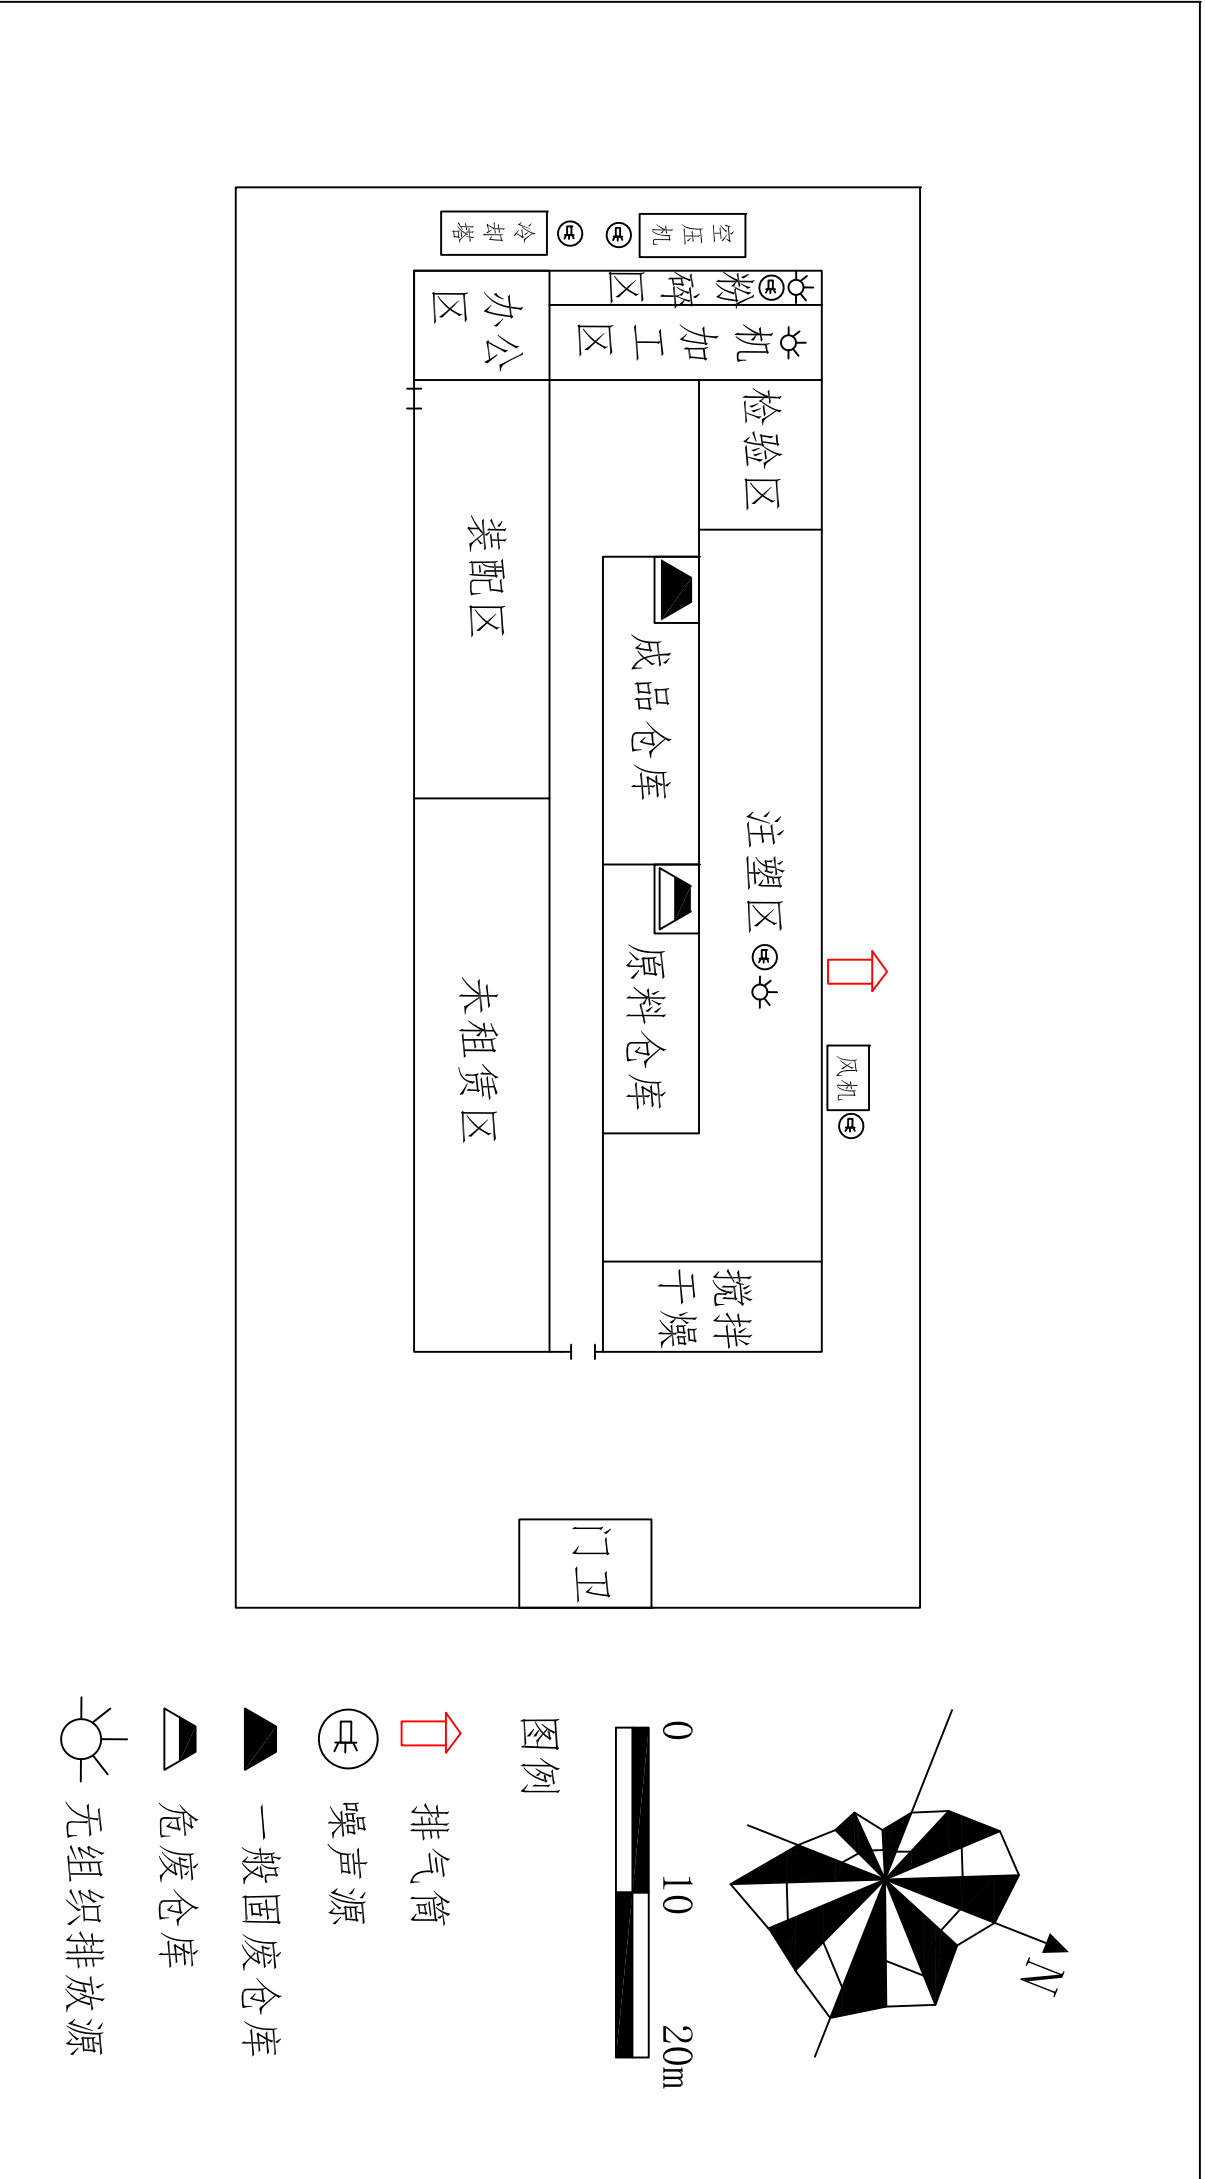 冷却塔
空压机
粉碎区
机加工区
办公区
检验区
装配区
成品仓库
注塑区
原料仓库
未租赁区
风机
搅拌
干燥
门卫
N
0 10 20m
图例
排气筒
噪声源
一般固废仓库
危废仓库
无组织排放源